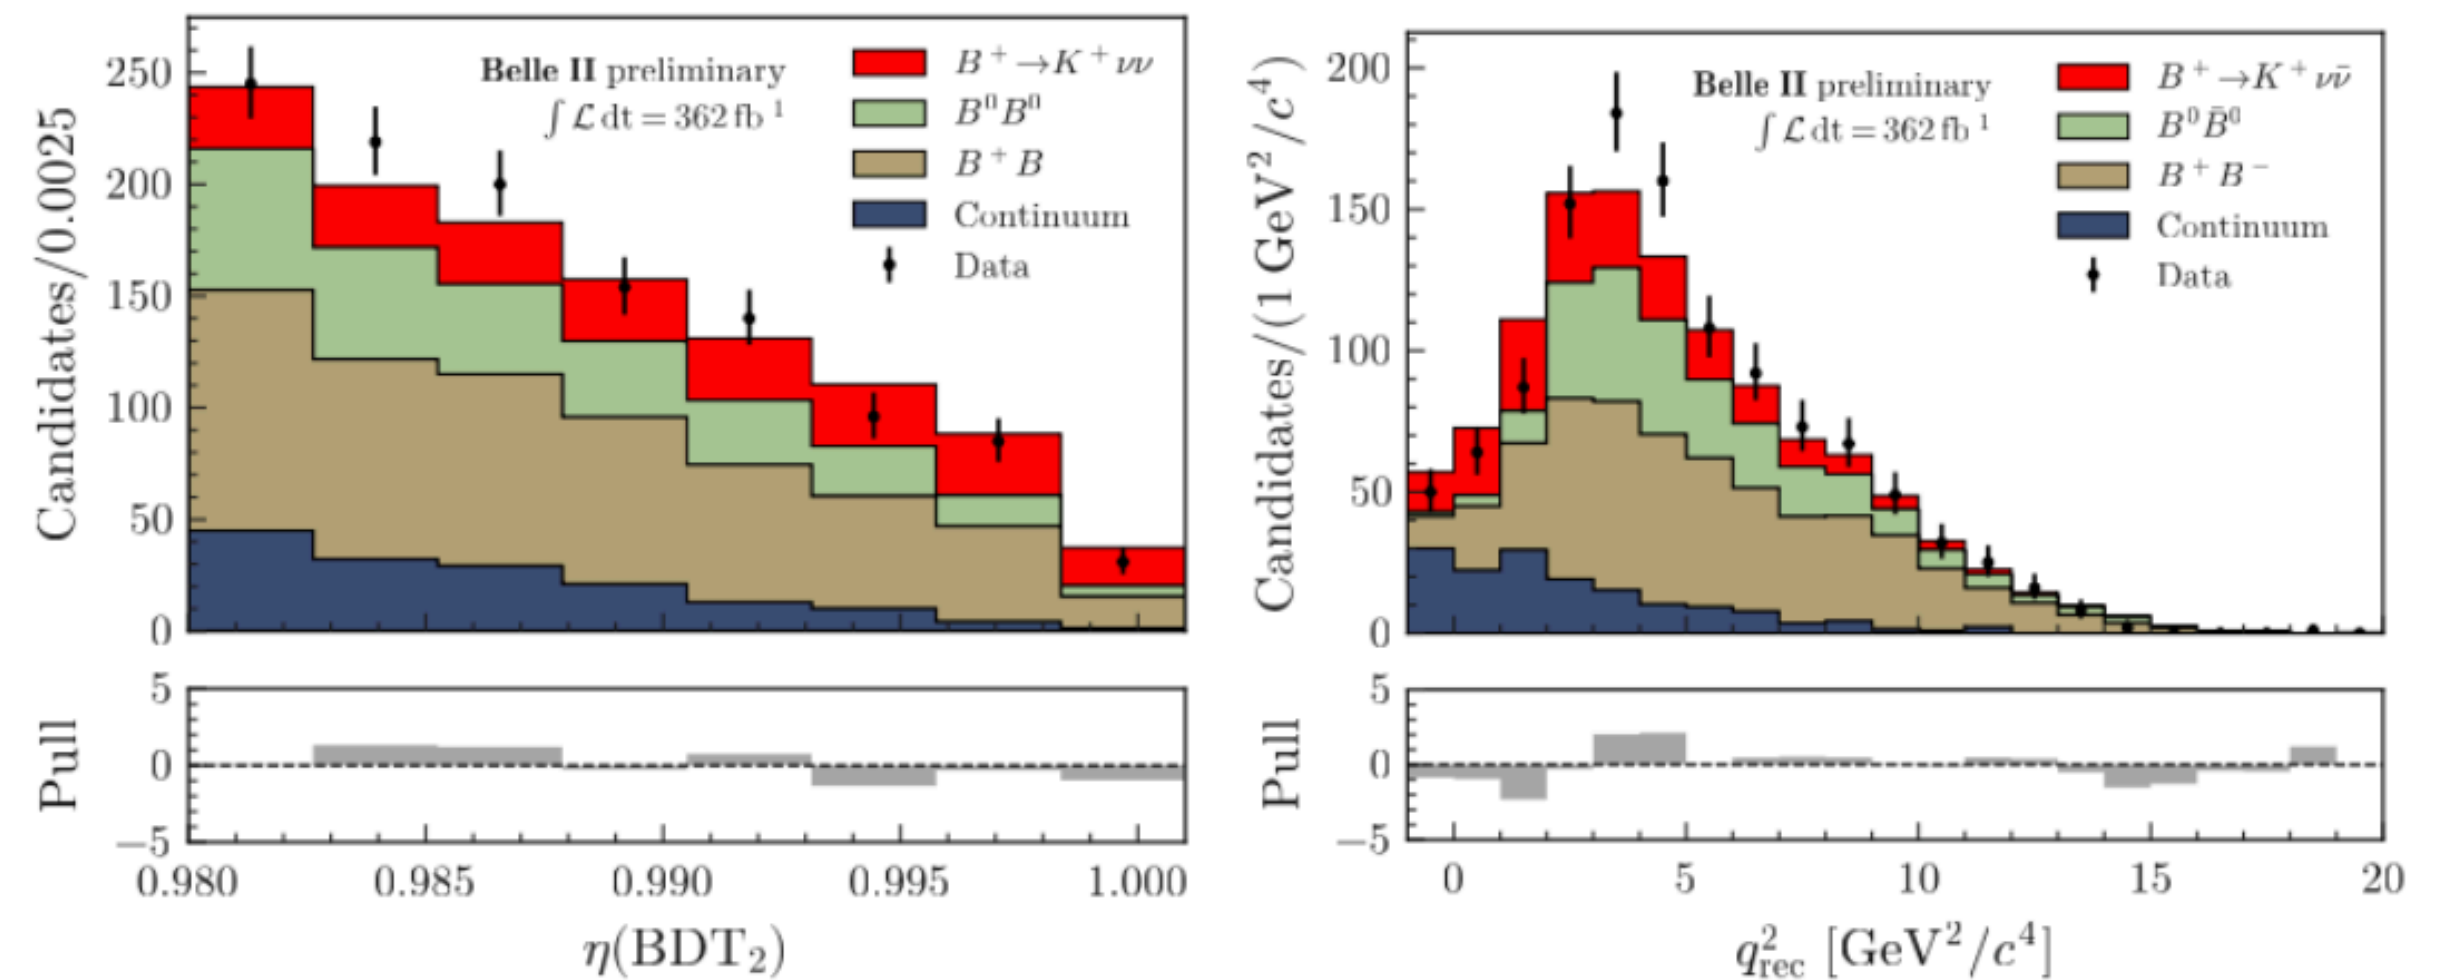 Candidates/0.0025
250
200
150
100
50
0
Belle II preliminary
∫ ℒ dt = 362 fb 1
B⁺→K⁺νν
B⁰B⁰
B⁺B
Continuum
Data
Pull
5
0
−5
0.980 0.985 0.990 0.995 1.000
η(BDT₂)
Candidates/(1 GeV²/c⁴)
200
150
100
50
0
Belle II preliminary
∫ ℒ dt = 362 fb 1
B⁺→K⁺νν̄
B⁰B̄⁰
B⁺B⁻
Continuum
Data
Pull
5
0
−5
0 5 10 15 20
q²rec [GeV²/c⁴]